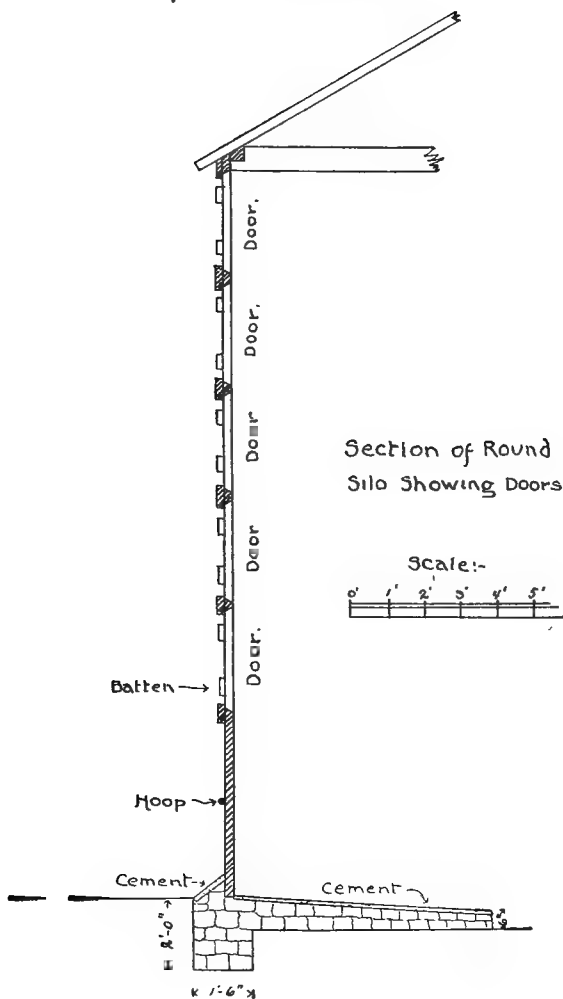 Door.
Door.
Door
Door
Door.
Section of Round
Silo Showing Doors
Scale:-
0' 1' 2' 3' 4' 5'
Batten
Hoop
Cement
Cement
2'-0"
6"
1'-6"